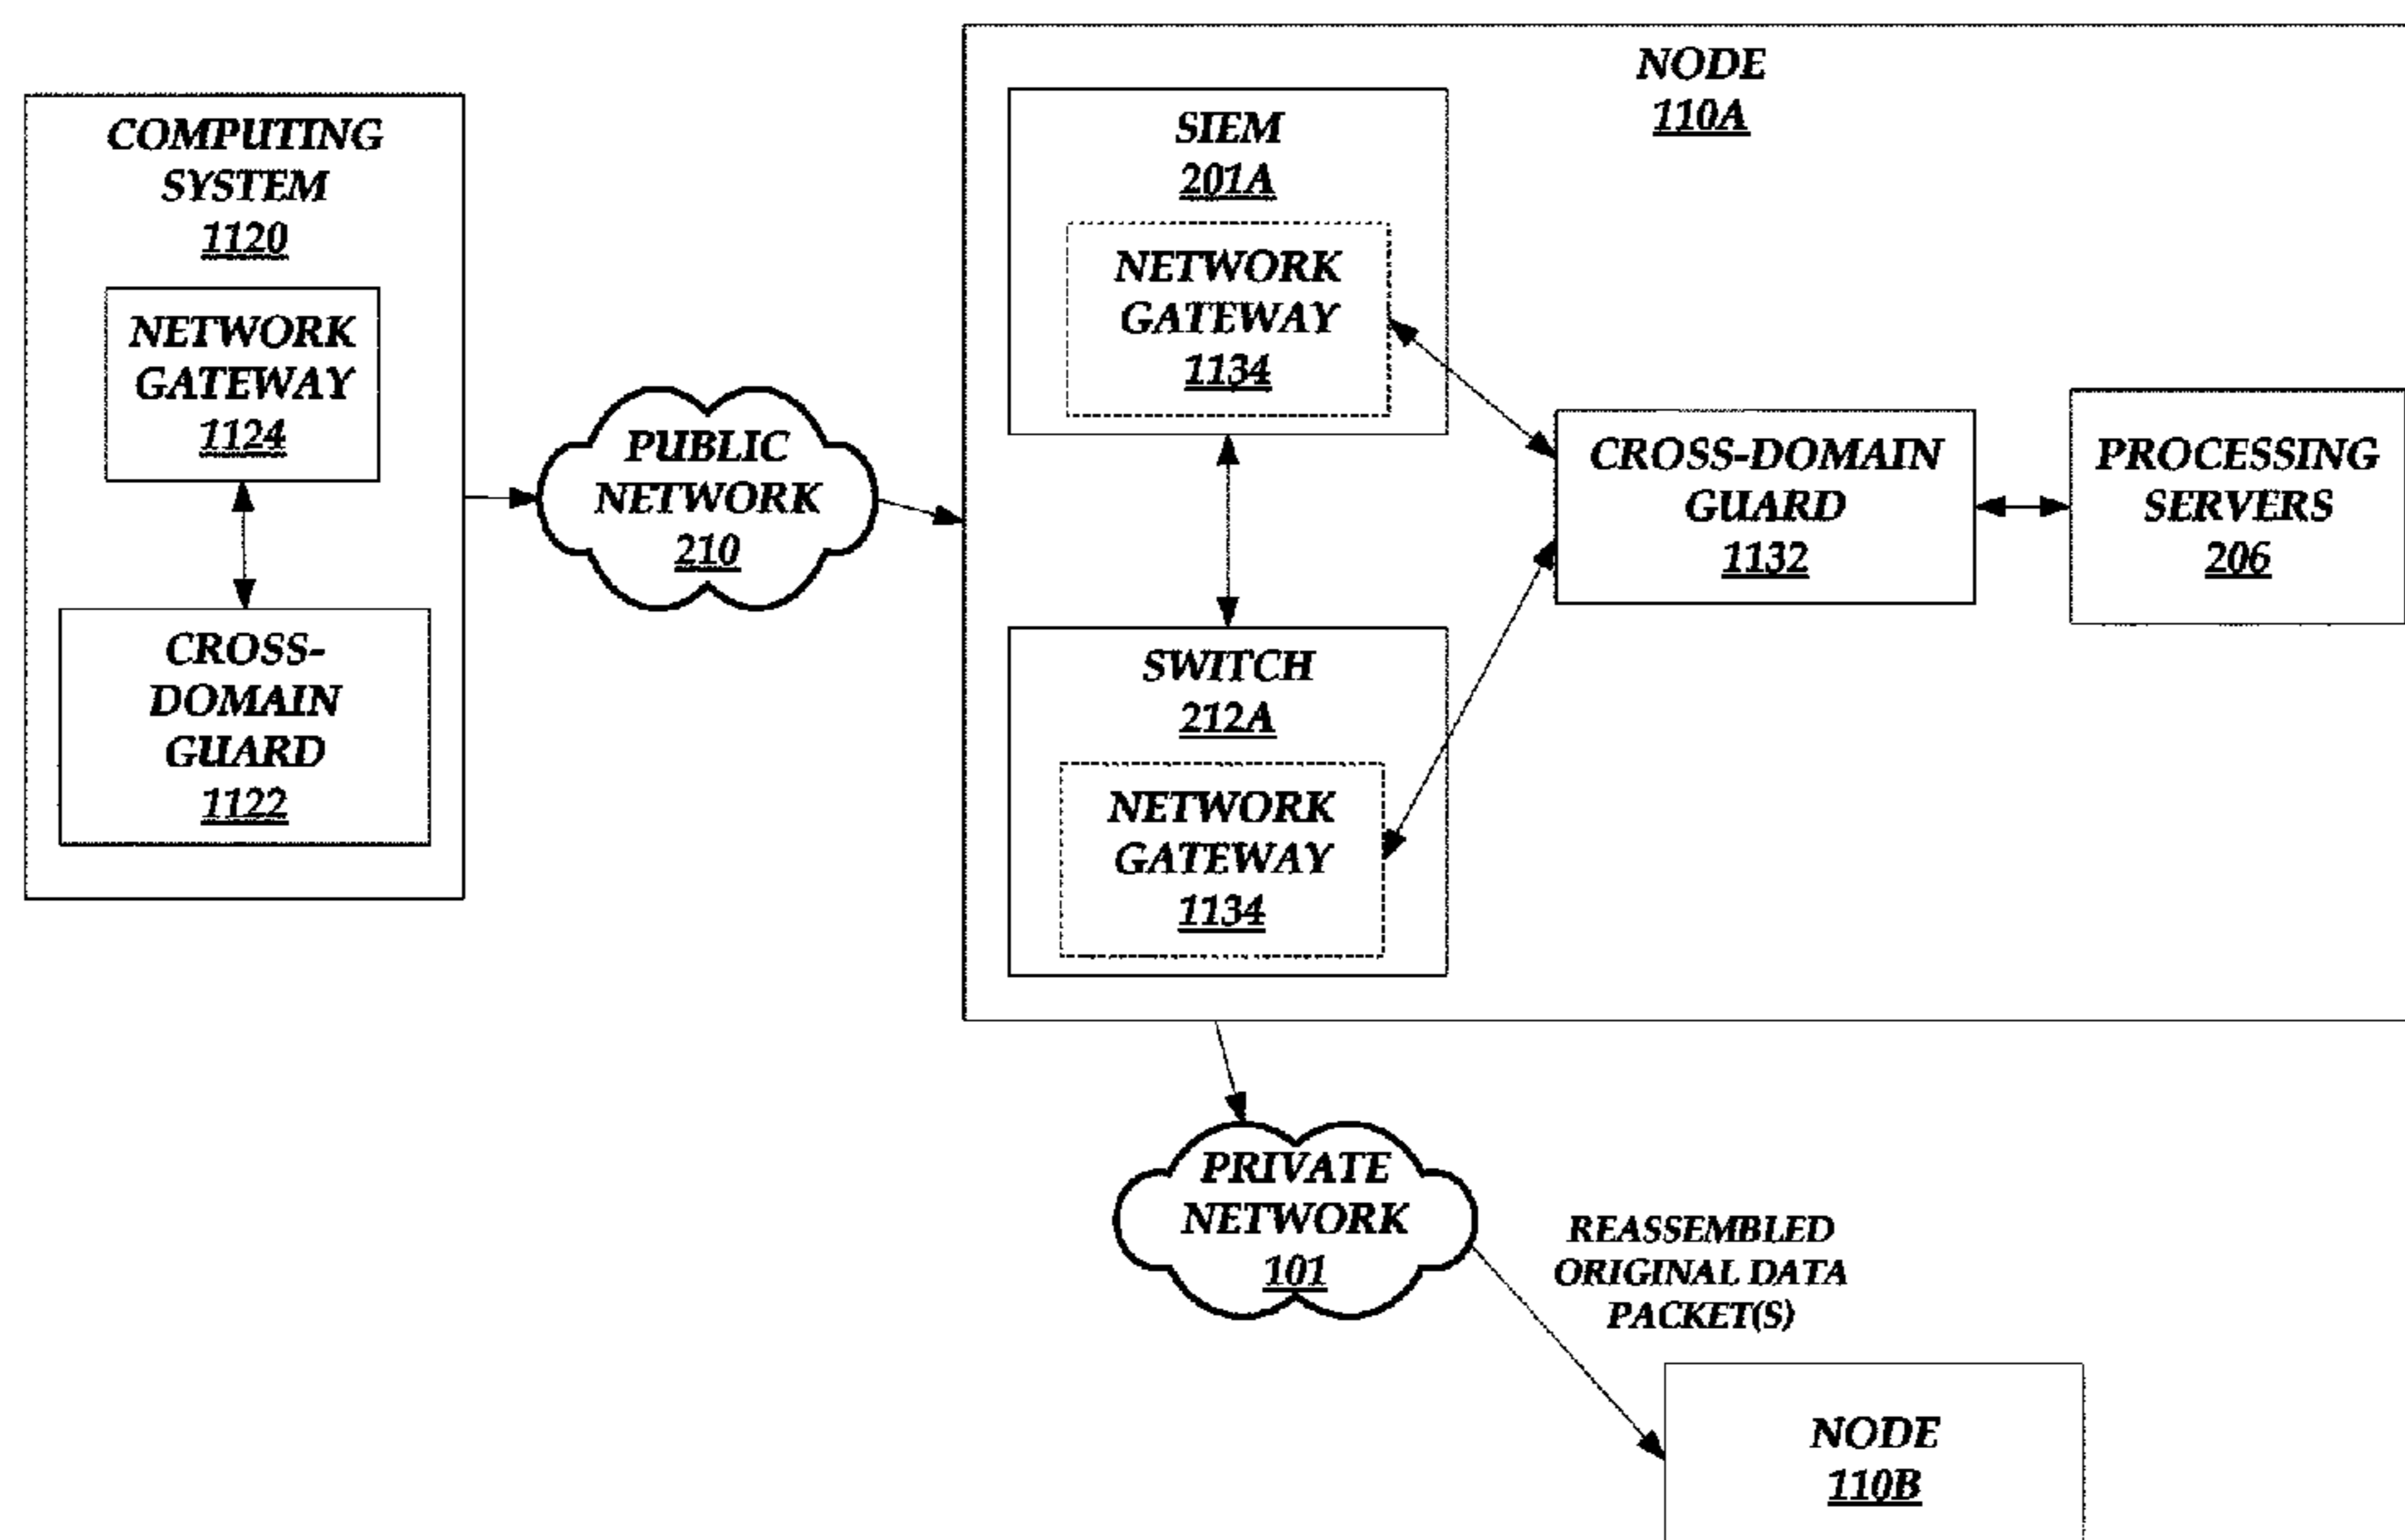 COMPUTING
SYSTEM
1120
NETWORK
GATEWAY
1124
CROSS-
DOMAIN
GUARD
1122
PUBLIC
NETWORK
210
NODE
110A
SIEM
201A
NETWORK
GATEWAY
1134
SWITCH
212A
NETWORK
GATEWAY
1134
CROSS-DOMAIN
GUARD
1132
PROCESSING
SERVERS
206
PRIVATE
NETWORK
101
REASSEMBLED
ORIGINAL DATA
PACKET(S)
NODE
110B